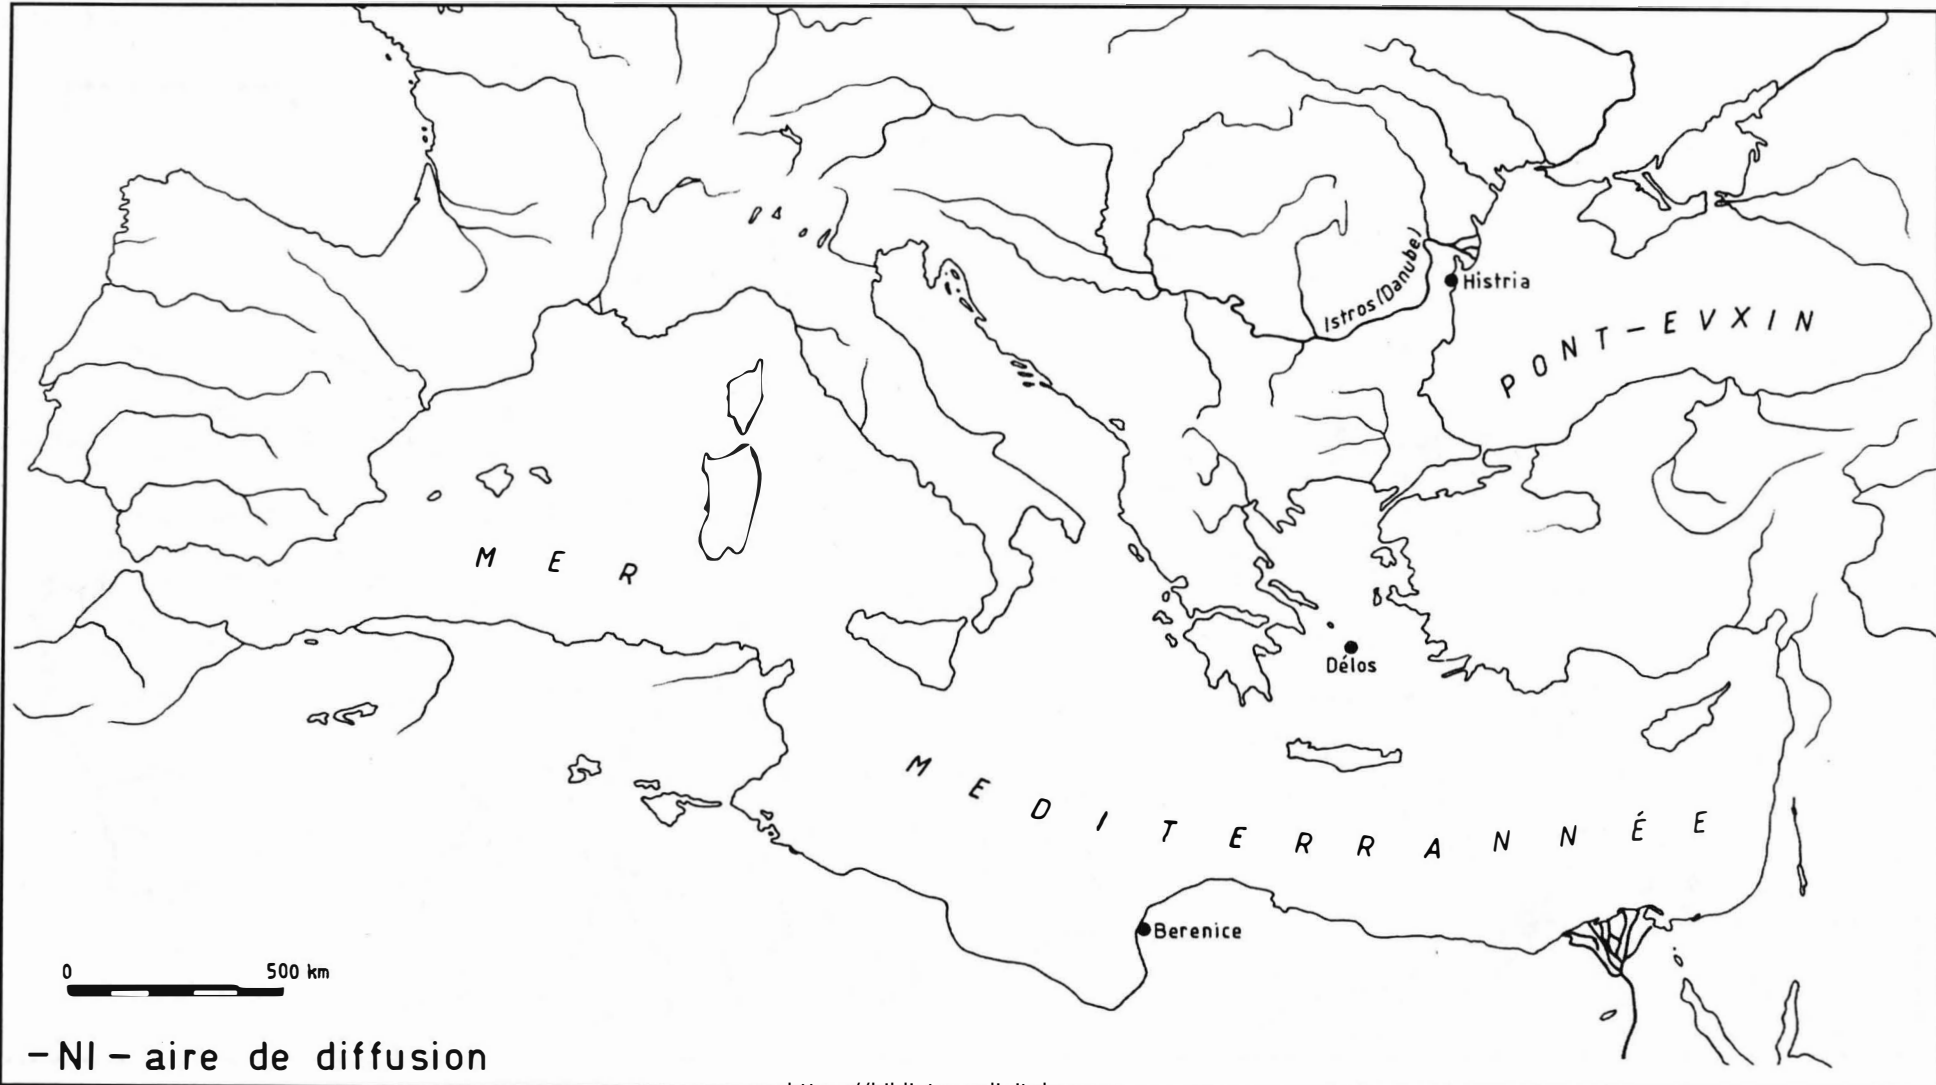 Istros (Danube)
Histria
PONT-EVXIN
MER
Délos
MEDITERRANNÉE
Berenice
0 500 km
-NI- aire de diffusion